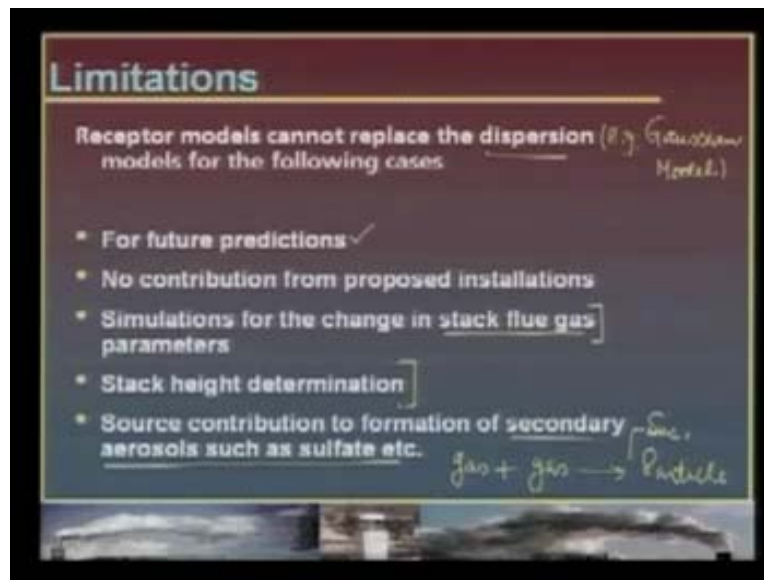 Limitations
Receptor models cannot replace the dispersion (e.g. Gaussian
models for the following cases Model.)
• For future predictions ✓
• No contribution from proposed installations
• Simulations for the change in stack flue gas]
parameters
• Stack height determination]
• Source contribution to formation of secondary Sec.
aerosols such as sulfate etc.
gas + gas → Particle